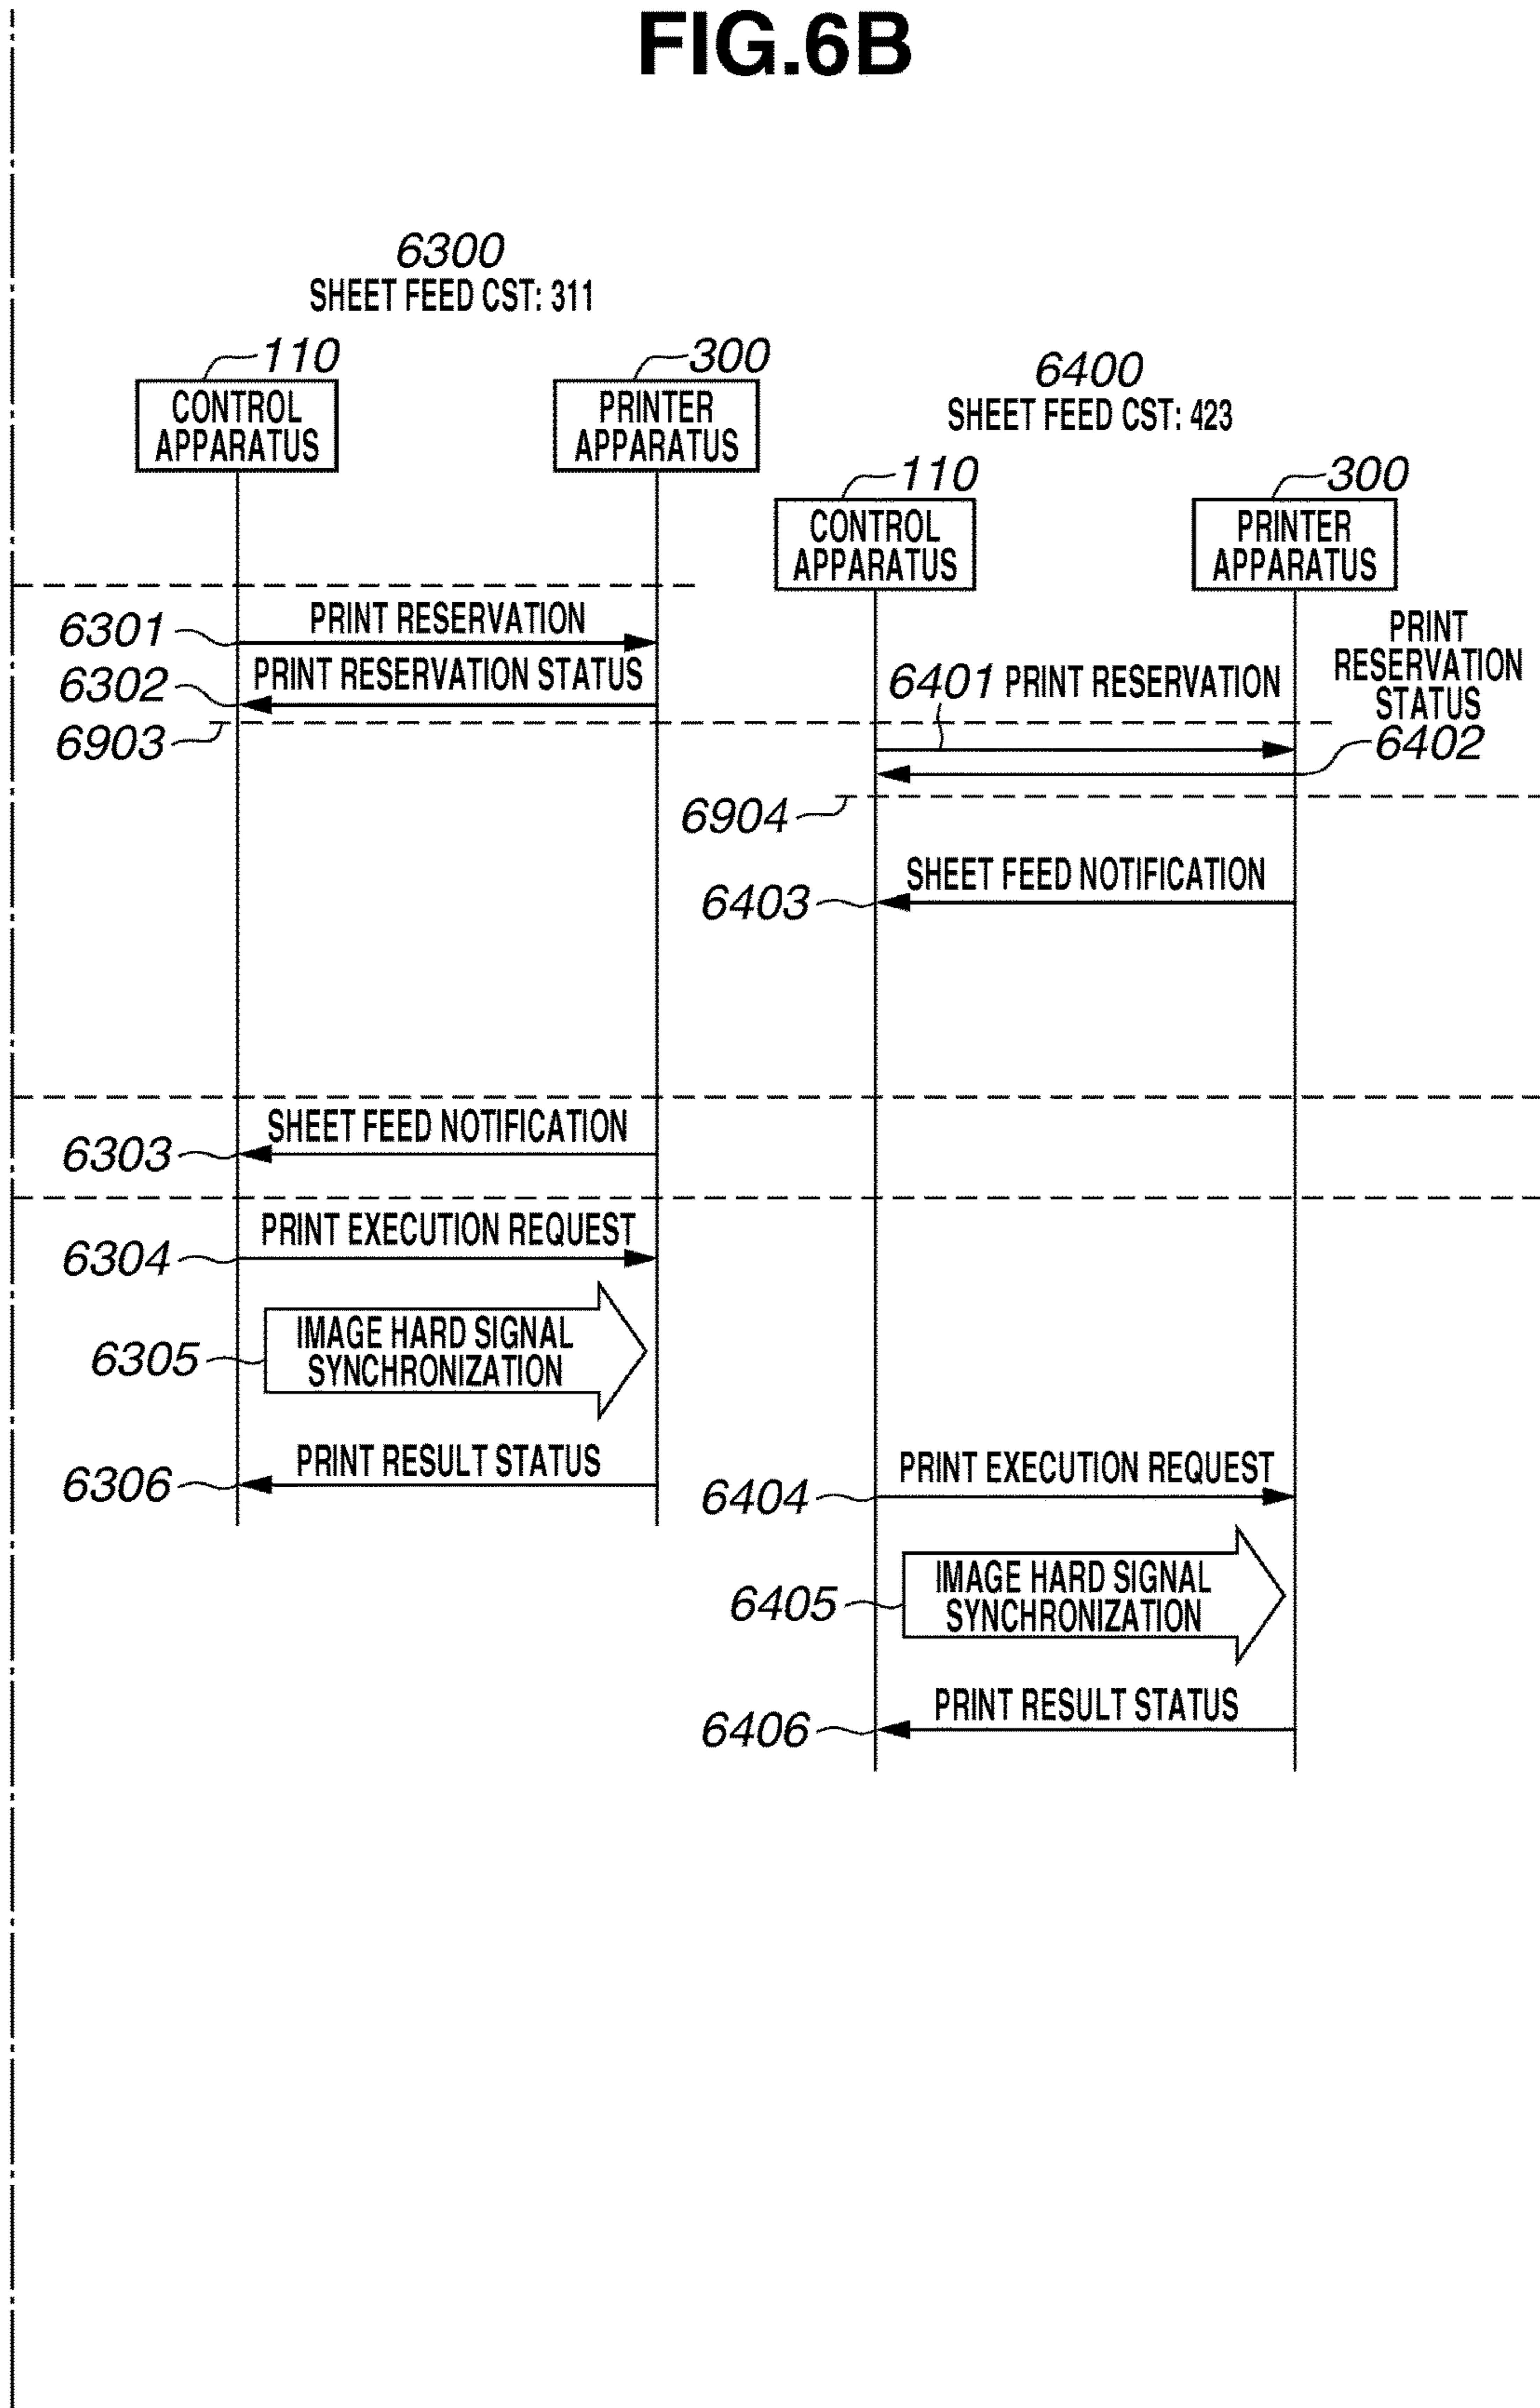 FIG.6B
6300
SHEET FEED CST: 311
110
300
CONTROL
APPARATUS
PRINTER
APPARATUS
6400
SHEET FEED CST: 423
110
300
CONTROL
APPARATUS
PRINTER
APPARATUS
6301
PRINT RESERVATION
6302
PRINT RESERVATION STATUS
6903
6401 PRINT RESERVATION
PRINT
RESERVATION
STATUS
6402
6904
SHEET FEED NOTIFICATION
6403
SHEET FEED NOTIFICATION
6303
PRINT EXECUTION REQUEST
6304
IMAGE HARD SIGNAL
SYNCHRONIZATION
6305
PRINT RESULT STATUS
6306
PRINT EXECUTION REQUEST
6404
IMAGE HARD SIGNAL
SYNCHRONIZATION
6405
PRINT RESULT STATUS
6406